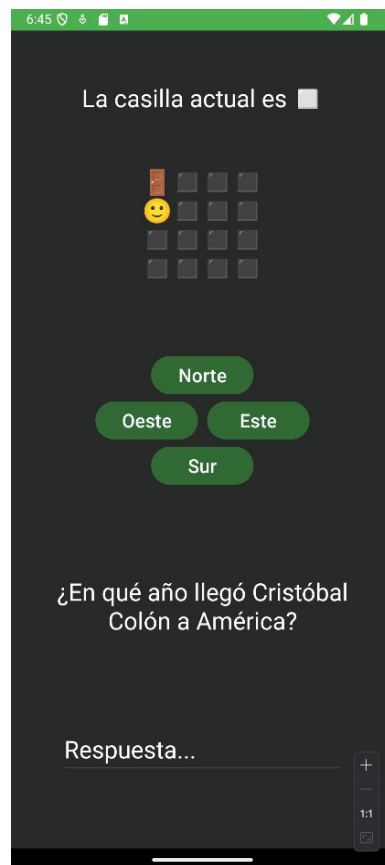 6:45
La casilla actual es
Norte
Oeste Este
Sur
¿En qué año llegó Cristóbal
Colón a América?
Respuesta...
1:1